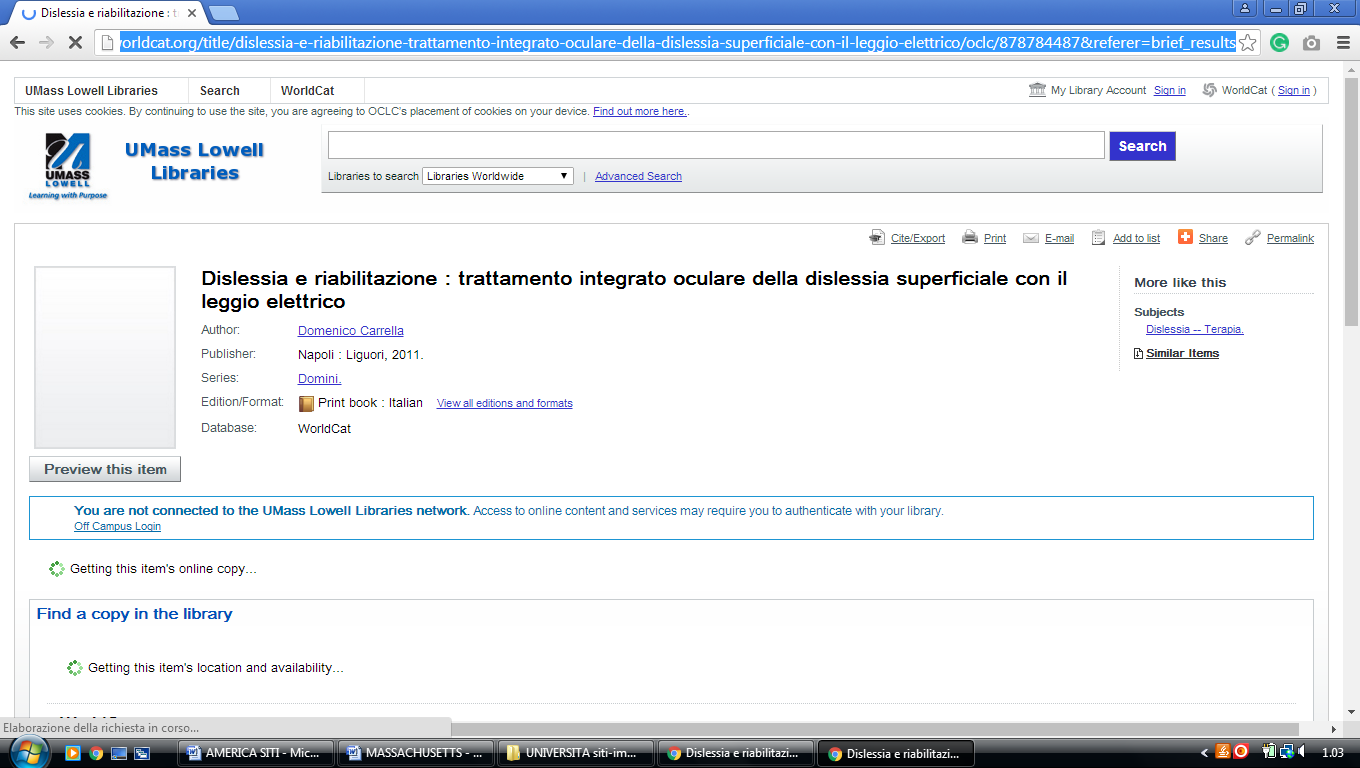 Dislessia e riabilitazione : t
worldcat.org/title/dislessia-e-riabilitazione-trattamento-integrato-oculare-della-dislessia-superficiale-con-il-leggio-elettrico/oclc/878784487&referer=brief_results
UMass Lowell Libraries Search WorldCat My Library Account Sign in WorldCat ( Sign in )
This site uses cookies. By continuing to use the site, you are agreeing to OCLC's placement of cookies on your device. Find out more here..
UMASS
LOWELL
Learning with Purpose
UMass Lowell
Libraries
Search
Libraries to search Libraries Worldwide | Advanced Search
Cite/Export Print E-mail Add to list Share Permalink
Dislessia e riabilitazione : trattamento integrato oculare della dislessia superficiale con il
leggio elettrico
Author: Domenico Carrella
Publisher: Napoli : Liguori, 2011.
Series: Domini.
Edition/Format: Print book : Italian View all editions and formats
Database: WorldCat
More like this
Subjects
Dislessia -- Terapia.
Similar Items
Preview this item
You are not connected to the UMass Lowell Libraries network. Access to online content and services may require you to authenticate with your library.
Off Campus Login
Getting this item's online copy...
Find a copy in the library
Getting this item's location and availability...
Elaborazione della richiesta in corso...
AMERICA SITI - Mic... MASSACHUSETTS - ... UNIVERSITA siti-im... Dislessia e riabilitazi... Dislessia e riabilitazi... 1.03